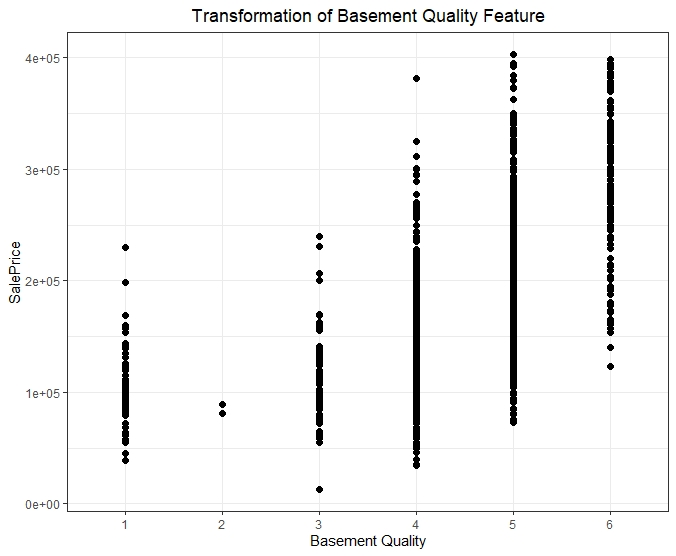 Transformation of Basement Quality Feature
4e+05
3e+05
2e+05
1e+05
0e+00
SalePrice
1 2 3 4 5 6
Basement Quality